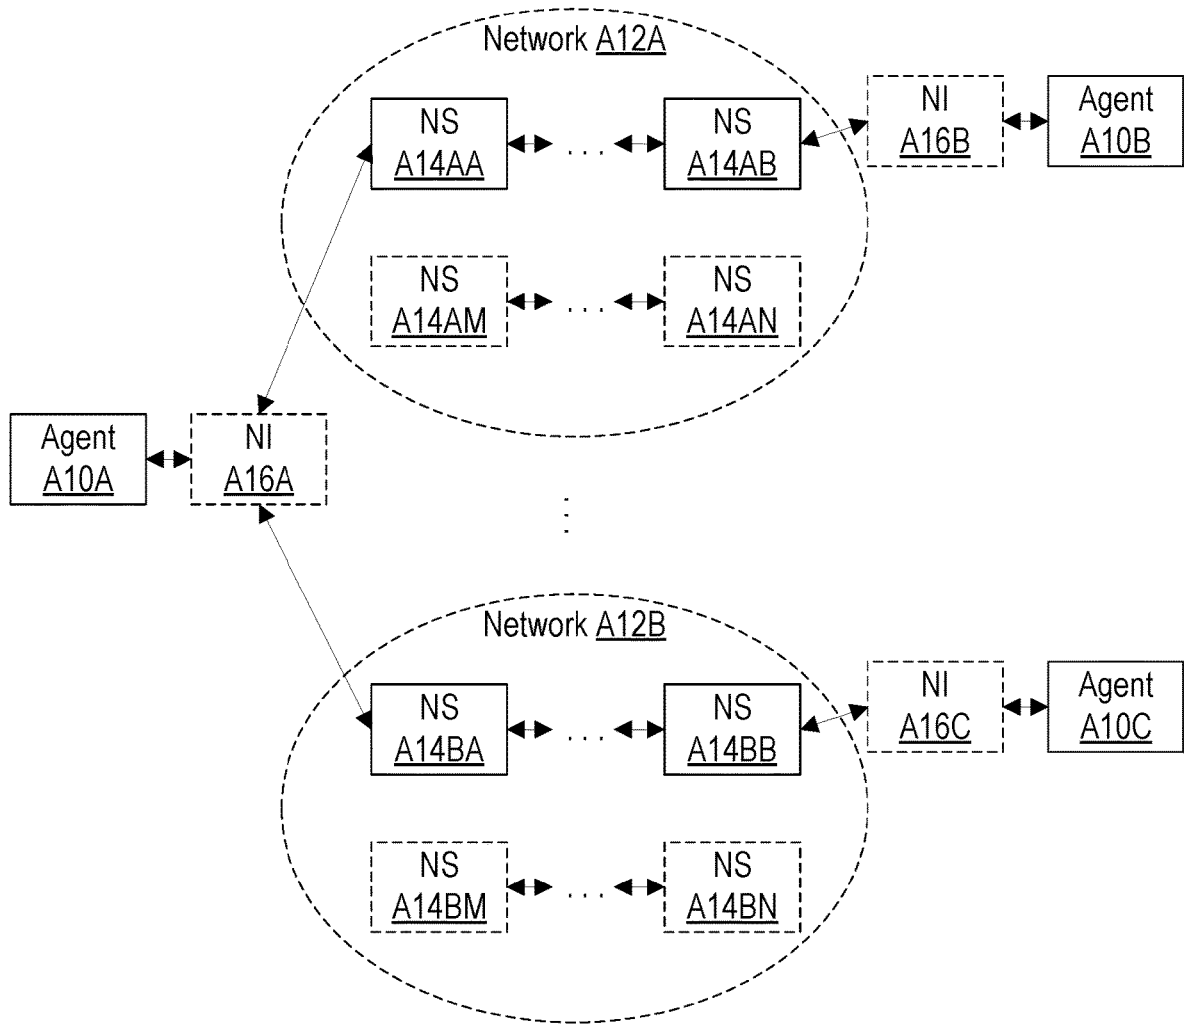 Network A12A
NS
A14AA
. . .
NS
A14AB
NI
A16B
Agent
A10B
NS
A14AM
. . .
NS
A14AN
Agent
A10A
NI
A16A
Network A12B
NS
A14BA
. . .
NS
A14BB
NI
A16C
Agent
A10C
NS
A14BM
. . .
NS
A14BN